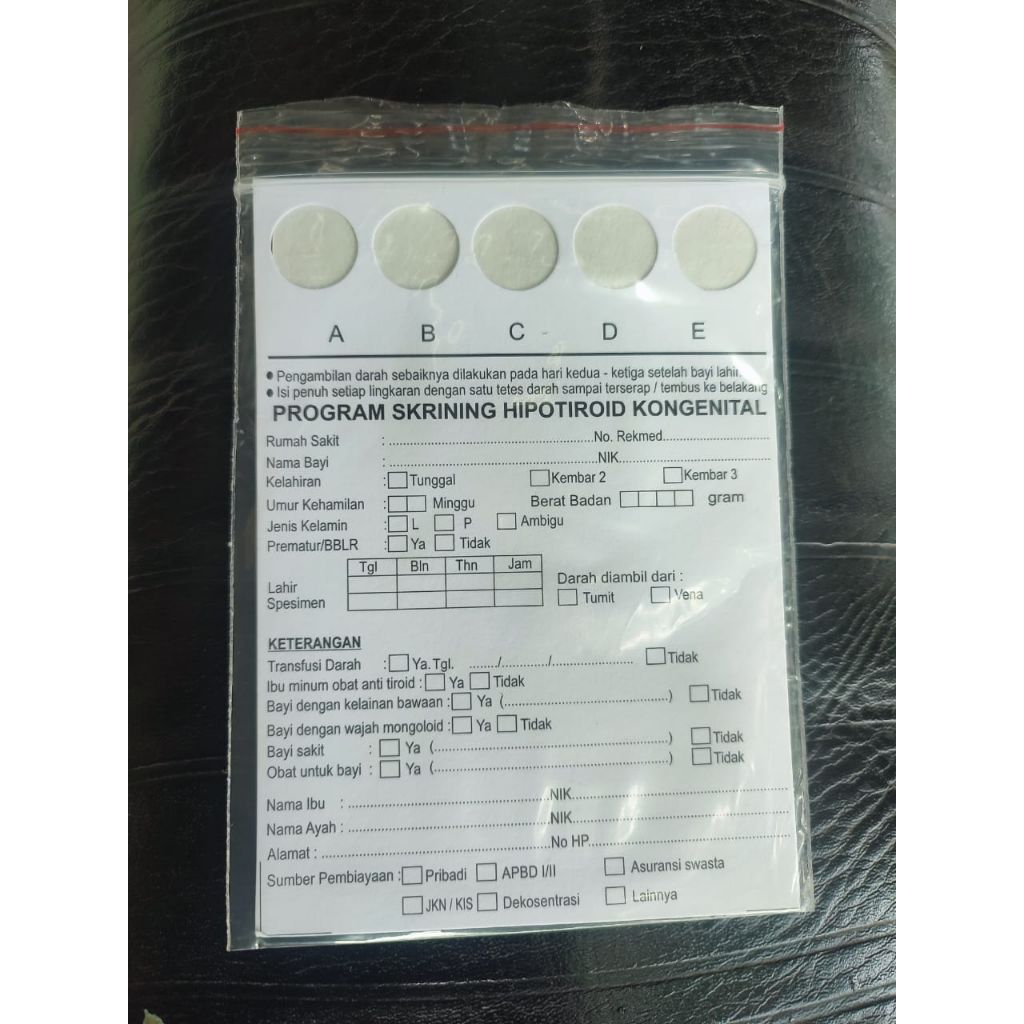 A B C D E
● Pengambilan darah sebaiknya dilakukan pada hari kedua - ketiga setelah bayi lahir.
● Isi penuh setiap lingkaran dengan satu tetes darah sampai terserap / tembus ke belakang
PROGRAM SKRINING HIPOTIROID KONGENITAL
Rumah Sakit : ..........No. Rekmed..........
Nama Bayi : ..........NIK..........
Kelahiran : Tunggal Kembar 2 Kembar 3
Umur Kehamilan : Minggu Berat Badan gram
Jenis Kelamin : L P Ambigu
Prematur/BBLR : Ya Tidak
Tgl Bln Thn Jam
Darah diambil dari :
Lahir
Spesimen Tumit Vena
KETERANGAN
Transfusi Darah : Ya. Tgl. ......../.........../.......... Tidak
Ibu minum obat anti tiroid : Ya Tidak
Bayi dengan kelainan bawaan : Ya (..........) Tidak
Bayi dengan wajah mongoloid : Ya Tidak
Bayi sakit : Ya (..........) Tidak
Obat untuk bayi : Ya (..........) Tidak
Nama Ibu : ..........NIK..........
Nama Ayah : ..........NIK..........
Alamat : ..........No HP..........
Sumber Pembiayaan : Pribadi APBD I/II Asuransi swasta
JKN / KIS Dekosentrasi Lainnya